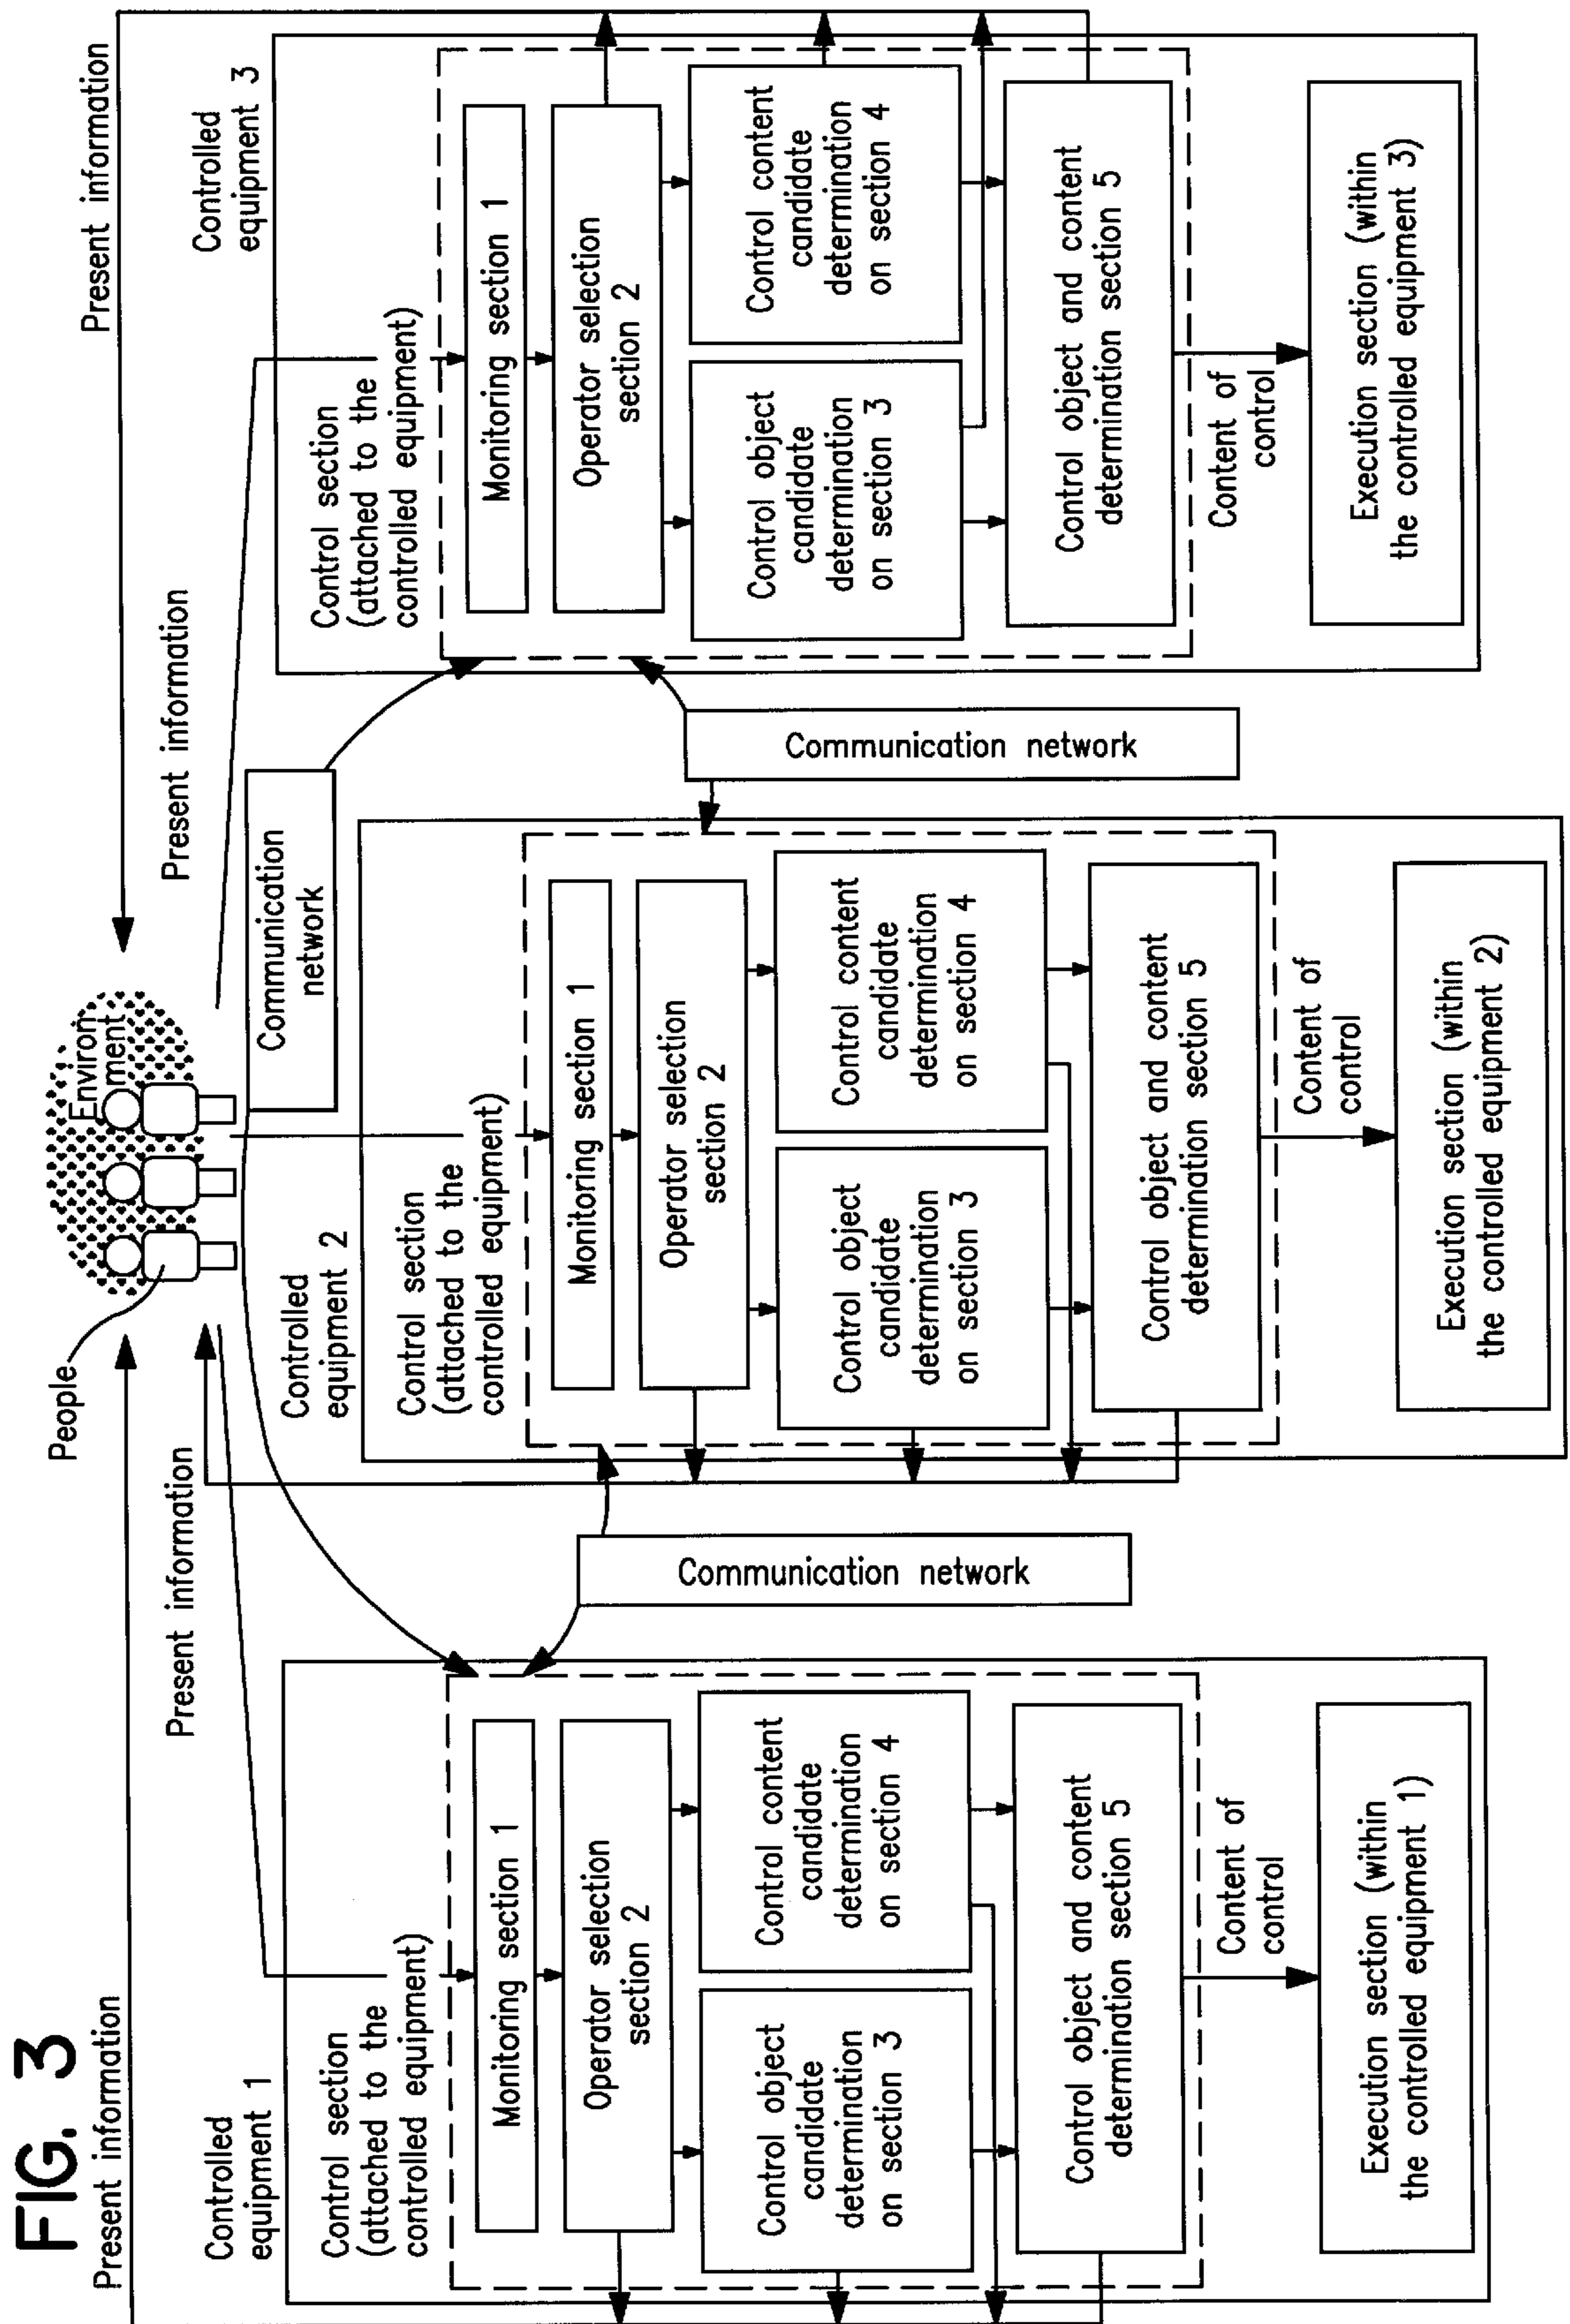 FIG. 3
Present information
Controlled
equipment 1
Control section
(attached to the
controlled equipment)
Monitoring section 1
Operator selection
section 2
Control object
candidate
determination
on section 3
Control content
candidate
determination
on section 4
Control object and content
determination section 5
Content of
control
Execution section (within
the controlled equipment 1)
Present information
Communication network
People
Environ-
ment
Controlled
equipment 2
Control section
(attached to the
controlled equipment)
Monitoring section 1
Operator selection
section 2
Control object
candidate
determination
on section 3
Control content
candidate
determination
on section 4
Control object and content
determination section 5
Content of
control
Execution section (within
the controlled equipment 2)
Communication
network
Present information
Communication network
Present information
Controlled
equipment 3
Control section
(attached to the
controlled equipment)
Monitoring section 1
Operator selection
section 2
Control object
candidate
determination
on section 3
Control content
candidate
determination
on section 4
Control object and content
determination section 5
Content of
control
Execution section (within
the controlled equipment 3)